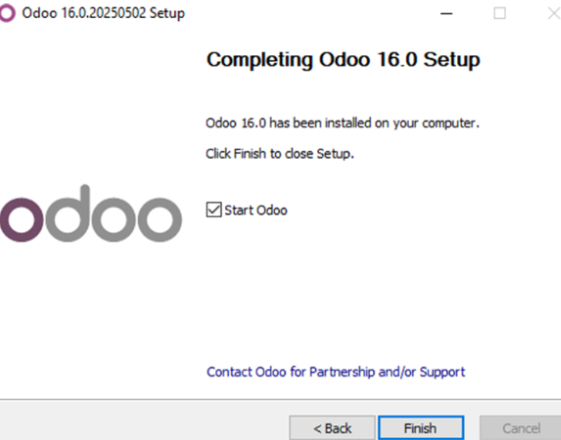 Odoo 16.0.20250502 Setup
Completing Odoo 16.0 Setup
Odoo 16.0 has been installed on your computer.
Click Finish to close Setup.
odoo
Start Odoo
Contact Odoo for Partnership and/or Support
< Back Finish Cancel